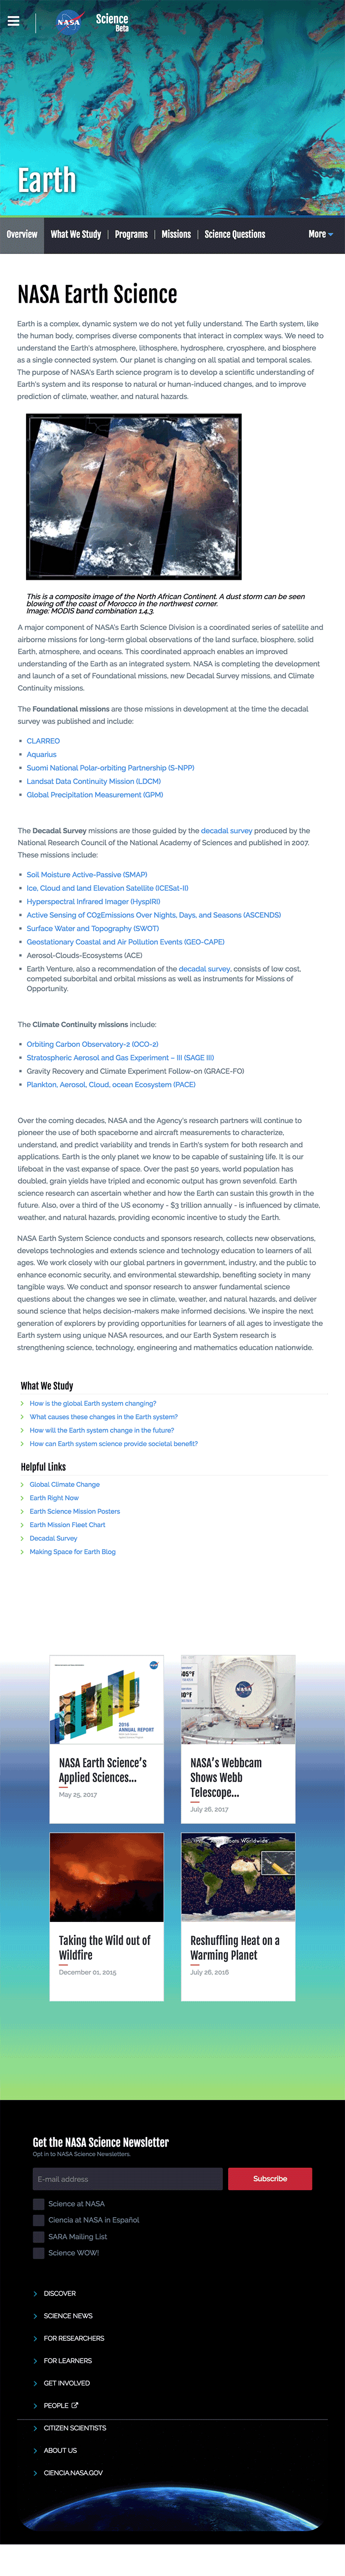 NASA
Science
Beta
Earth
Overview
What We Study
Programs
Missions
Science Questions
More
NASA Earth Science
Earth is a complex, dynamic system we do not yet fully understand. The Earth system, like
the human body, comprises diverse components that interact in complex ways. We need to
understand the Earth's atmosphere, lithosphere, hydrosphere, cryosphere, and biosphere
as a single connected system. Our planet is changing on all spatial and temporal scales.
The purpose of NASA's Earth science program is to develop a scientific understanding of
Earth's system and its response to natural or human-induced changes, and to improve
prediction of climate, weather, and natural hazards.
This is a composite image of the North African Continent. A dust storm can be seen
blowing off the coast of Morocco in the northwest corner.
Image: MODIS band combination 1,4,3
A major component of NASA's Earth Science Division is a coordinated series of satellite and
airborne missions for long-term global observations of the land surface, biosphere, solid
Earth, atmosphere, and oceans. This coordinated approach enables an improved
understanding of the Earth as an integrated system. NASA is completing the development
and launch of a set of Foundational missions, new Decadal Survey missions, and Climate
Continuity missions.
The Foundational missions are those missions in development at the time the decadal
survey was published and include:
CLARREO
Aquarius
Suomi National Polar-orbiting Partnership (S-NPP)
Landsat Data Continuity Mission (LDCM)
Global Precipitation Measurement (GPM)
The Decadal Survey missions are those guided by the decadal survey produced by the
National Research Council of the National Academy of Sciences and published in 2007.
These missions include:
Soil Moisture Active-Passive (SMAP)
Ice, Cloud and land Elevation Satellite (ICESat-II)
Hyperspectral Infrared Imager (HyspIRI)
Active Sensing of CO2Emissions Over Nights, Days, and Seasons (ASCENDS)
Surface Water and Topography (SWOT)
Geostationary Coastal and Air Pollution Events (GEO-CAPE)
Aerosol-Clouds-Ecosystems (ACE)
Earth Venture, also a recommendation of the decadal survey, consists of low cost,
competed suborbital and orbital missions as well as instruments for Missions of
Opportunity.
The Climate Continuity missions include:
Orbiting Carbon Observatory-2 (OCO-2)
Stratospheric Aerosol and Gas Experiment – III (SAGE III)
Gravity Recovery and Climate Experiment Follow-on (GRACE-FO)
Plankton, Aerosol, Cloud, ocean Ecosystem (PACE)
Over the coming decades, NASA and the Agency's research partners will continue to
pioneer the use of both spaceborne and aircraft measurements to characterize,
understand, and predict variability and trends in Earth's system for both research and
applications. Earth is the only planet we know to be capable of sustaining life. It is our
lifeboat in the vast expanse of space. Over the past 50 years, world population has
doubled, grain yields have tripled and economic output has grown sevenfold. Earth
science research can ascertain whether and how the Earth can sustain this growth in the
future. Also, over a third of the US economy - $3 trillion annually - is influenced by climate,
weather, and natural hazards, providing economic incentive to study the Earth.
NASA Earth System Science conducts and sponsors research, collects new observations,
develops technologies and extends science and technology education to learners of all
ages. We work closely with our global partners in government, industry, and the public to
enhance economic security, and environmental stewardship, benefiting society in many
tangible ways. We conduct and sponsor research to answer fundamental science
questions about the changes we see in climate, weather, and natural hazards, and deliver
sound science that helps decision-makers make informed decisions. We inspire the next
generation of explorers by providing opportunities for learners of all ages to investigate the
Earth system using unique NASA resources, and our Earth System research is
strengthening science, technology, engineering and mathematics education nationwide.
What We Study
How is the global Earth system changing?
What causes these changes in the Earth system?
How will the Earth system change in the future?
How can Earth system science provide societal benefit?
Helpful Links
Global Climate Change
Earth Right Now
Earth Science Mission Posters
Earth Mission Fleet Chart
Decadal Survey
Making Space for Earth Blog
2016
ANNUAL REPORT
NASA Earth Science's
Applied Sciences...
May 25, 2017
NASA
NASA's Webbcam
Shows Webb
Telescope...
July 26, 2017
Taking the Wild out of
Wildfire
December 01, 2015
Worldwide
Reshuffling Heat on a
Warming Planet
July 26, 2018
Get the NASA Science Newsletter
Opt in to NASA Science Newsletters.
E-mail address
Subscribe
Science at NASA
Ciencia at NASA in Español
SARA Mailing List
Science WOW!
DISCOVER
SCIENCE NEWS
FOR RESEARCHERS
FOR LEARNERS
GET INVOLVED
PEOPLE
CITIZEN SCIENTISTS
ABOUT US
CIENCIA.NASA.GOV